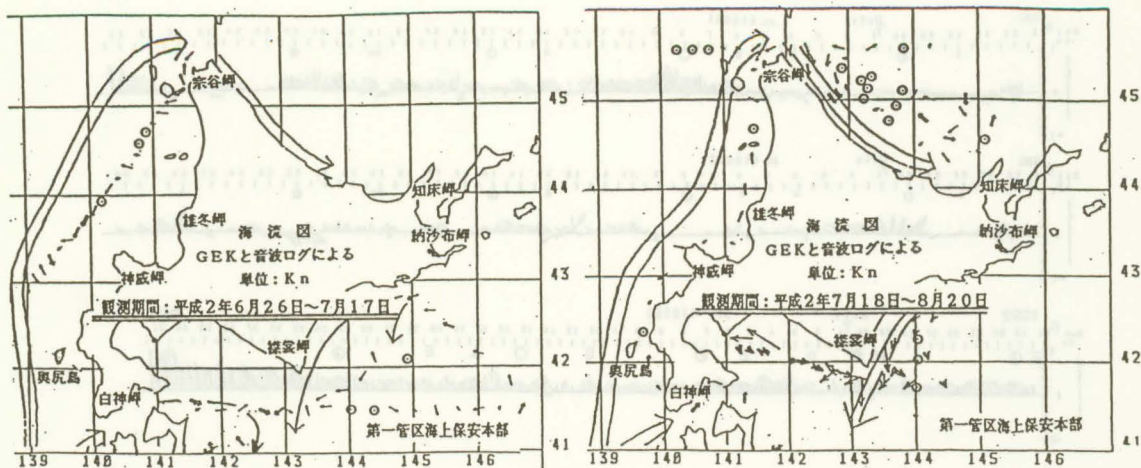 宗谷岬
45
知床岬
44
雄冬岬
海流図
納沙布岬
GEKと音波ログによる
神威岬
単位:Kn
43
観測期間:平成2年6月26日~7月17日
襟裳岬
42
奥尻島
白神岬
第一管区海上保安本部
41
139 140 141 142 143 144 145 146
宗谷岬
45
知床岬
44
雄冬岬
海流図
納沙布岬
GEKと音波ログによる
神威岬
単位:Kn
43
観測期間:平成2年7月18日~8月20日
襟裳岬
42
奥尻島
白神岬
第一管区海上保安本部
41
139 140 141 142 143 144 145 146